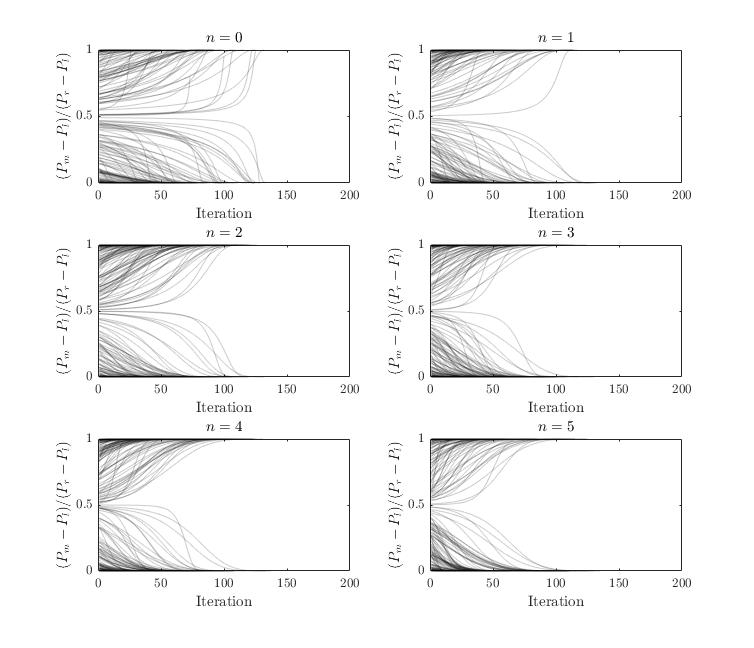 n = 0
(P_m − P_l)/(P_r − P_l)
1
0.5
0
0 50 100 150 200
Iteration
n = 1
(P_m − P_l)/(P_r − P_l)
1
0.5
0
0 50 100 150 200
Iteration
n = 2
(P_m − P_l)/(P_r − P_l)
1
0.5
0
0 50 100 150 200
Iteration
n = 3
(P_m − P_l)/(P_r − P_l)
1
0.5
0
0 50 100 150 200
Iteration
n = 4
(P_m − P_l)/(P_r − P_l)
1
0.5
0
0 50 100 150 200
Iteration
n = 5
(P_m − P_l)/(P_r − P_l)
1
0.5
0
0 50 100 150 200
Iteration